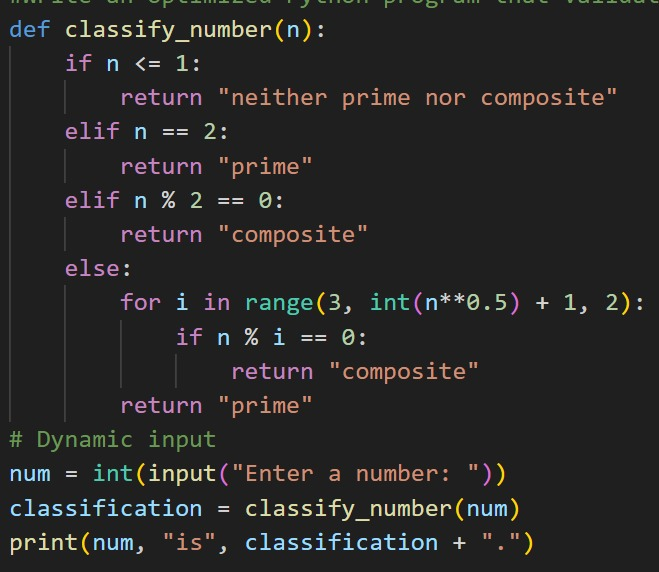 #Write an optimized Python program that validat
def classify_number(n):
    if n <= 1:
        return "neither prime nor composite"
    elif n == 2:
        return "prime"
    elif n % 2 == 0:
        return "composite"
    else:
        for i in range(3, int(n**0.5) + 1, 2):
            if n % i == 0:
                return "composite"
        return "prime"
# Dynamic input
num = int(input("Enter a number: "))
classification = classify_number(num)
print(num, "is", classification + ".")